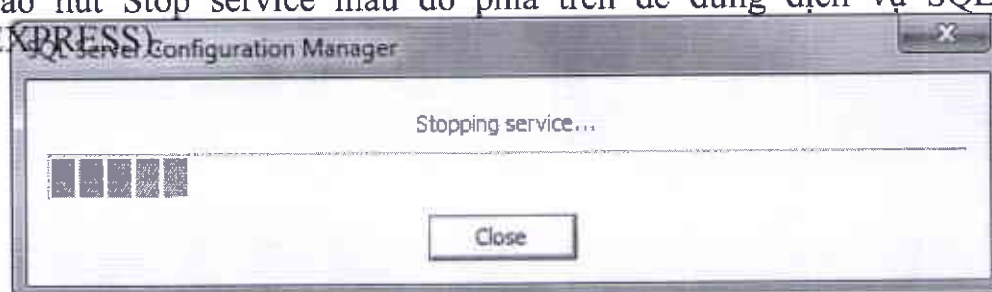 ào nút Stop service màu đỏ phía trên để dừng dịch vụ SQL
EXPRESS).
SQL Server Configuration Manager
Stopping service...
Close